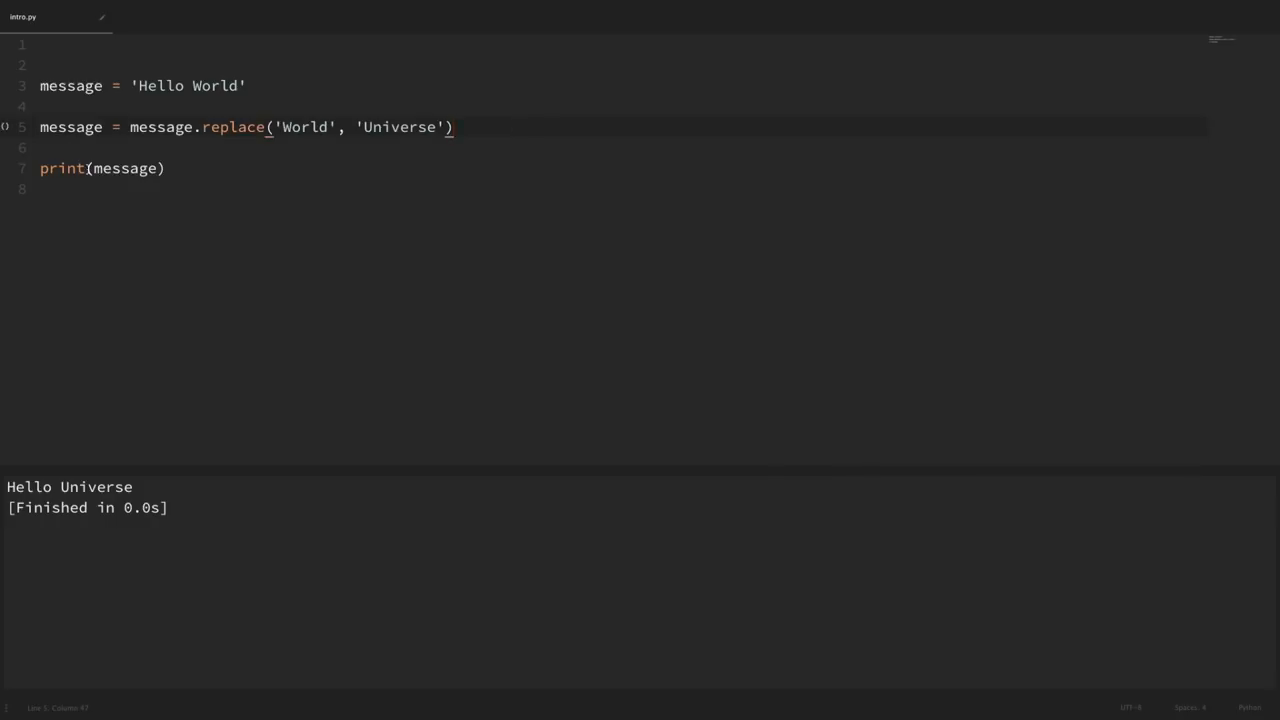 intro.py
1
2
3 message = 'Hello World'
4
5 message = message.replace('World', 'Universe')
6
7 print(message)
8
Hello Universe
[Finished in 0.0s]
Line 5, Column 47 UTF-8 Spaces: 4 Python